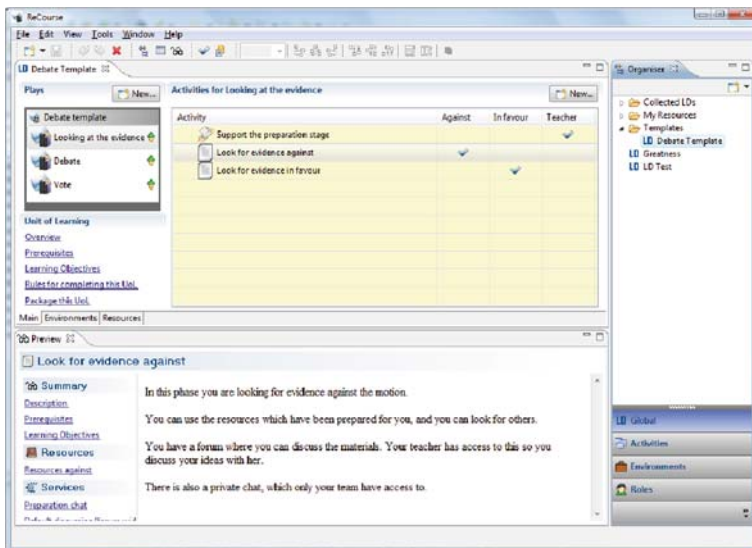 ReCourse
File Edit View Tools Window Help
LD Debate Template
Plays
New...
Debate template
Looking at the evidence
Debate
Vote
Unit of Learning
Overview
Prerequisites
Learning Objectives
Rules for completing this UoL
Package this UoL
Main Environments Resources
Activities for Looking at the evidence
New...
Activity Against In favour Teacher
Support the preparation stage
Look for evidence against
Look for evidence in favour
Preview
Look for evidence against
Summary
Description
Prerequisites
Learning Objectives
Resources
Resources against
Services
Preparation chat
In this phase you are looking for evidence against the motion.
You can use the resources which have been prepared for you, and you can look for others.
You have a forum where you can discuss the materials. Your teacher has access to this so you
discuss your ideas with her.
There is also a private chat, which only your team have access to.
Organiser
Collected LDs
My Resources
Templates
LD Debate Template
LD Greatness
LD LD Test
LD Global
Activities
Environments
Roles